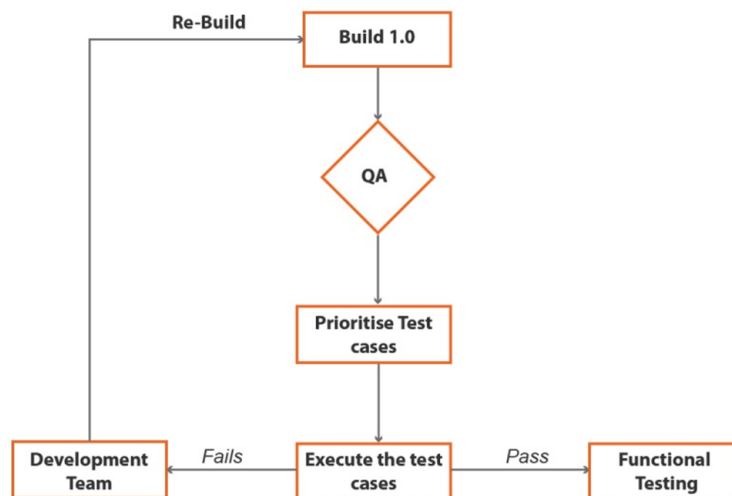 Re-Build
Build 1.0
QA
Prioritise Test
cases
Development
Team
Fails
Execute the test
cases
Pass
Functional
Testing